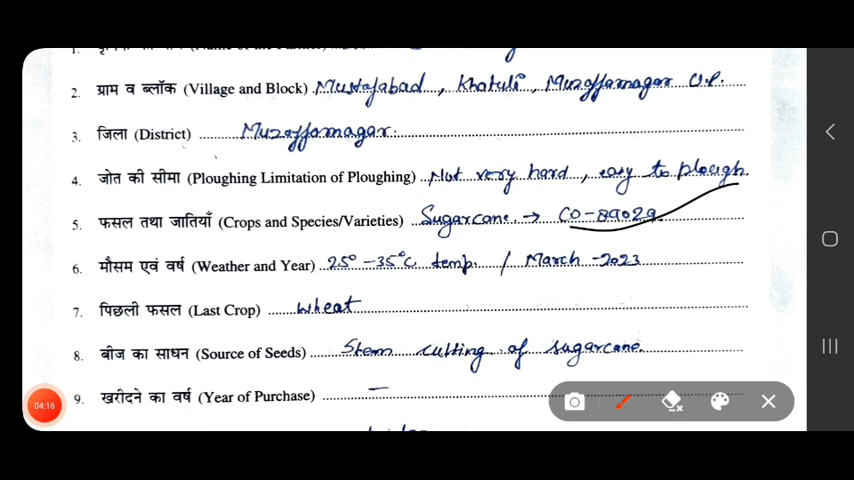 2. ग्राम व ब्लॉक (Village and Block) Mustafabad, Khatuli, Muzaffarnagar U.P.
3. जिला (District) Muzaffarnagar.
4. जोत की सीमा (Ploughing Limitation of Ploughing) Not very hard, easy to plough.
5. फसल तथा जातियाँ (Crops and Species/Varieties) Sugarcane → CO-89029
6. मौसम एवं वर्ष (Weather and Year) 25° - 35°C temp. / March - 2023
7. पिछली फसल (Last Crop) Wheat
8. बीज का साधन (Source of Seeds) Stem cutting of sugarcane.
9. खरीदने का वर्ष (Year of Purchase) —
04:16